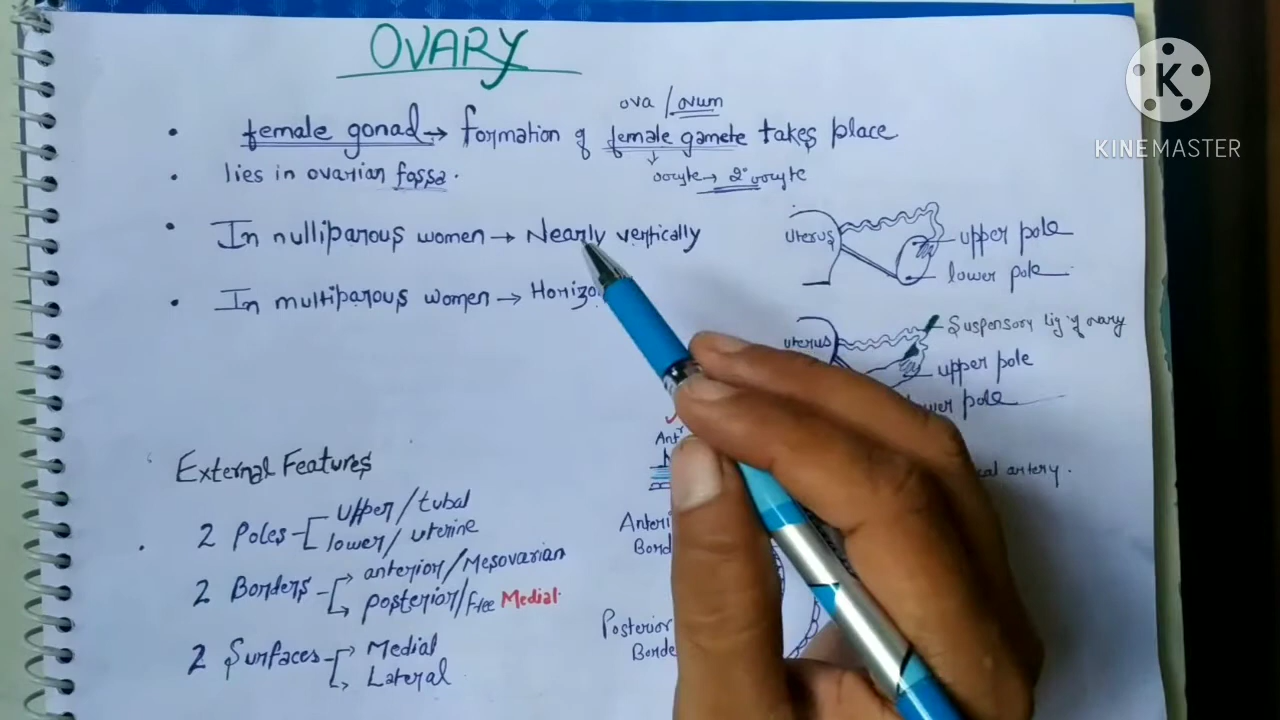 OVARY
ova / ovum
female gonad → formation of female gamete takes place
oocyte → 2° oocyte
lies in ovarian fossa.
In nulliparous women → Nearly vertically
In multiparous women → Horizo
uterus
upper pole
lower pole
uterus
Suspensory lig of ovary
upper pole
lower pole
External Features
2 Poles
upper/tubal
lower/uterine
2 Borders
anterior/Mesovarian
posterior/free Medial
2 Surfaces
Medial
Lateral
Antr
artery.
Posterior
K
KINEMASTER